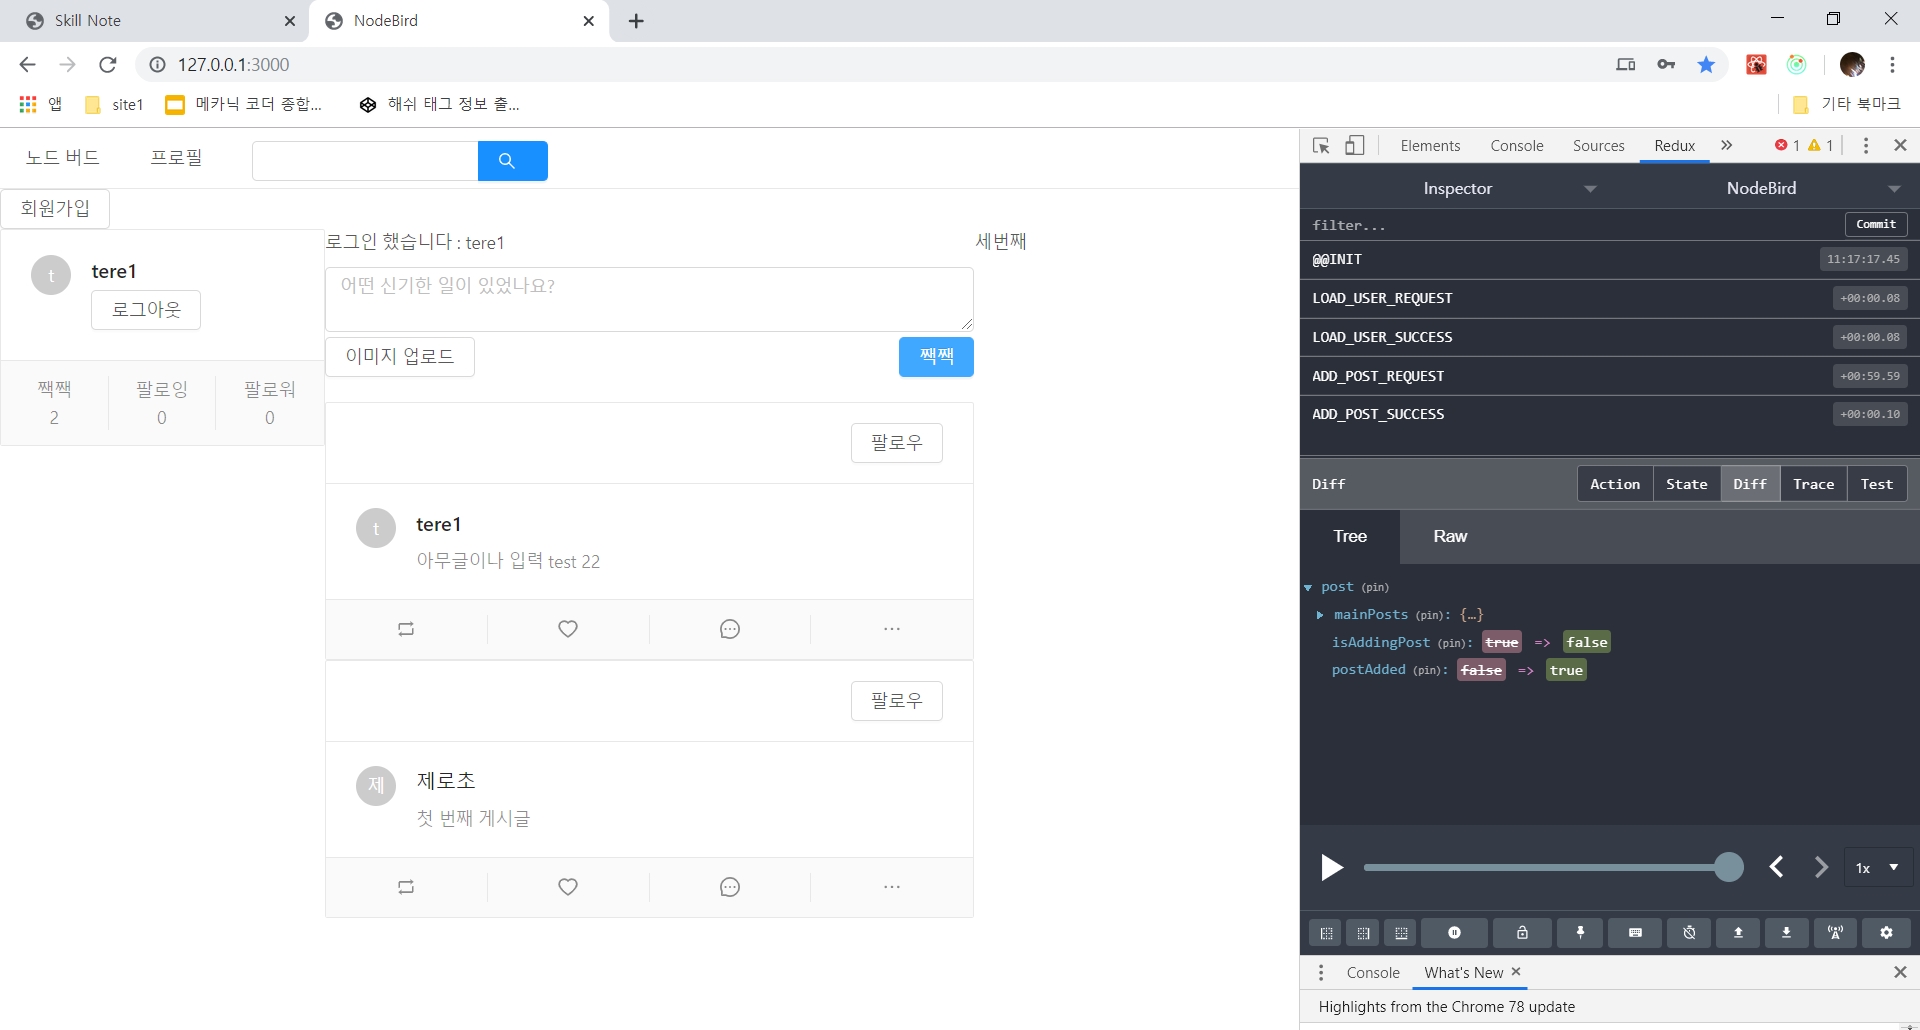 Skill Note
NodeBird
127.0.0.1:3000
앱
site1
메카닉 코더 종합...
해쉬 태그 정보 출...
기타 북마크
노드 버드
프로필
회원가입
t
tere1
로그아웃
짹짹
2
팔로잉
0
팔로워
0
로그인 했습니다 : tere1
어떤 신기한 일이 있었나요?
이미지 업로드
짹짹
팔로우
t
tere1
아무글이나 입력 test 22
팔로우
제
제로초
첫 번째 게시글
세번째
Elements
Console
Sources
Redux
1
1
Inspector
NodeBird
filter...
Commit
@@INIT
11:17:17.45
LOAD_USER_REQUEST
+00:00.08
LOAD_USER_SUCCESS
+00:00.08
ADD_POST_REQUEST
+00:59.59
ADD_POST_SUCCESS
+00:00.10
Diff
Action
State
Diff
Trace
Test
Tree
Raw
post (pin)
mainPosts (pin): {…}
isAddingPost (pin): true => false
postAdded (pin): false => true
1x
Console
What's New
Highlights from the Chrome 78 update